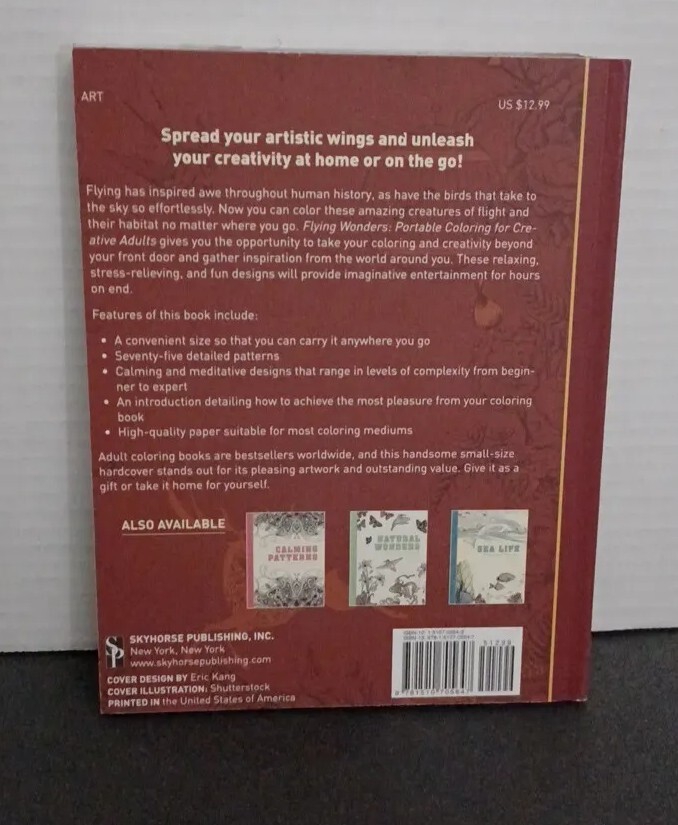 ART
US $12.99
Spread your artistic wings and unleash
your creativity at home or on the go!
Flying has inspired awe throughout human history, as have the birds that take to
the sky so effortlessly. Now you can color these amazing creatures of flight and
their habitat no matter where you go. Flying Wonders: Portable Coloring for Cre-
ative Adults gives you the opportunity to take your coloring and creativity beyond
your front door and gather inspiration from the world around you. These relaxing,
stress-relieving, and fun designs will provide imaginative entertainment for hours
on end.
Features of this book include:
• A convenient size so that you can carry it anywhere you go
• Seventy-five detailed patterns
• Calming and meditative designs that range in levels of complexity from begin-
ner to expert
• An introduction detailing how to achieve the most pleasure from your coloring
book
• High-quality paper suitable for most coloring mediums
Adult coloring books are bestsellers worldwide, and this handsome small-size
hardcover stands out for its pleasing artwork and outstanding value. Give it as a
gift or take it home for yourself.
ALSO AVAILABLE
CALMING
PATTERNS
NATURAL
WONDERS
SEA LIFE
SP
SKYHORSE PUBLISHING, INC.
New York, New York
www.skyhorsepublishing.com
COVER DESIGN BY Eric Kang
COVER ILLUSTRATION: Shutterstock
PRINTED IN the United States of America
51299